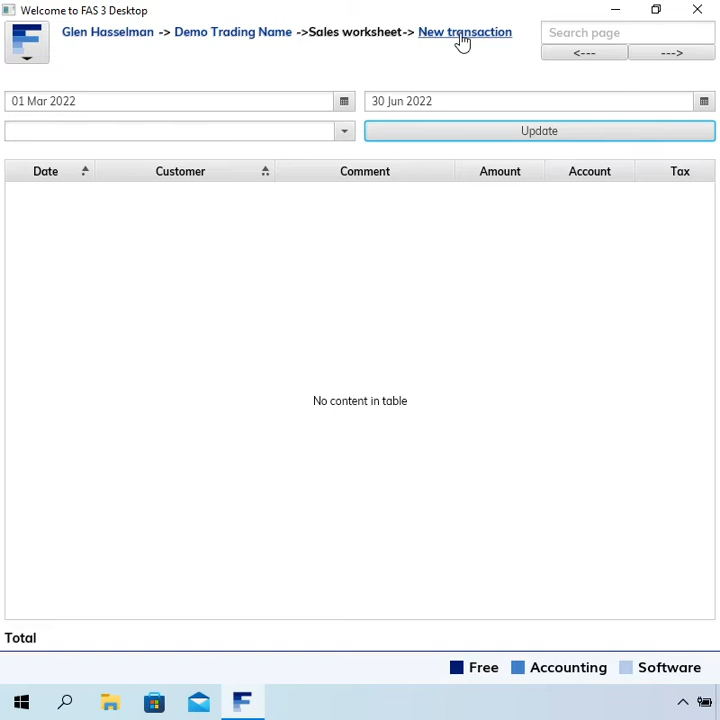 Welcome to FAS 3 Desktop
Glen Hasselman -> Demo Trading Name ->Sales worksheet-> New transaction
Search page
<--- --->
01 Mar 2022 30 Jun 2022
Update
Date Customer Comment Amount Account Tax
No content in table
Total
Free Accounting Software